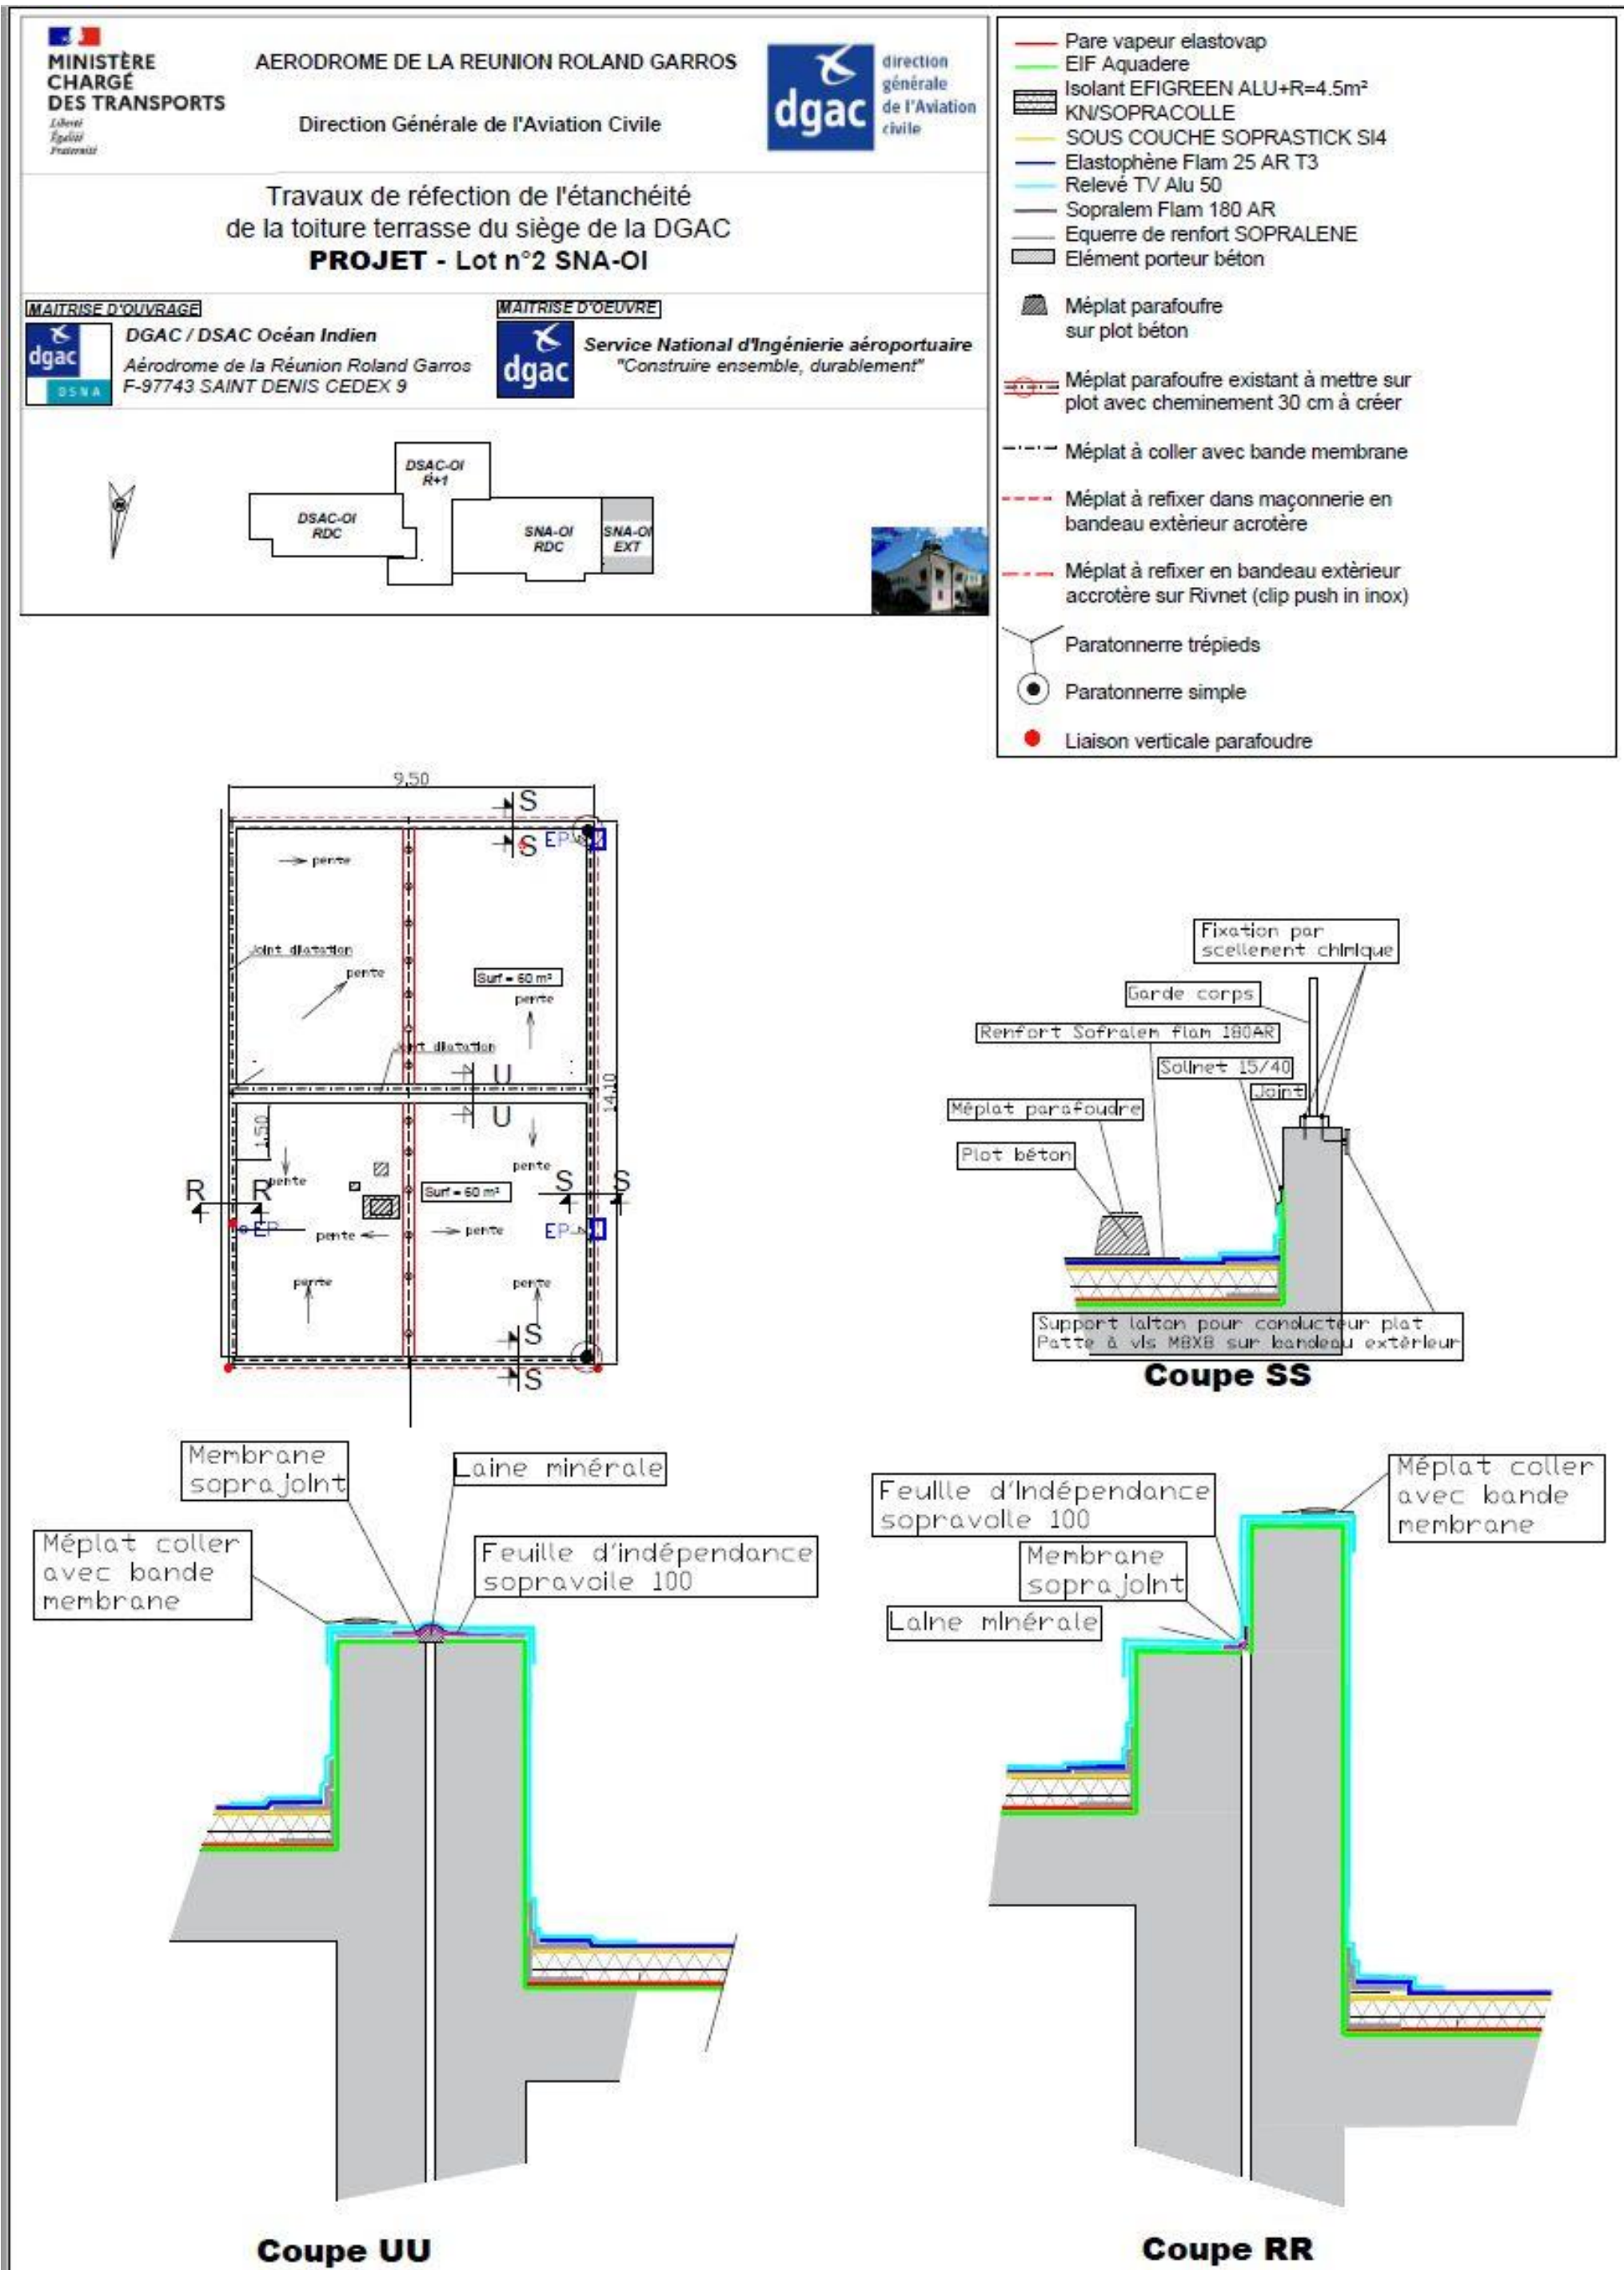 MINISTÈRE
CHARGÉ
DES TRANSPORTS
Liberté
Égalité
Fraternité
AERODROME DE LA REUNION ROLAND GARROS
Direction Générale de l'Aviation Civile
dgac
direction
générale
de l'Aviation
civile
Travaux de réfection de l'étanchéité
de la toiture terrasse du siège de la DGAC
PROJET - Lot n°2 SNA-OI
MAITRISE D'OUVRAGE
dgac
DSNA
DGAC / DSAC Océan Indien
Aérodrome de la Réunion Roland Garros
F-97743 SAINT DENIS CEDEX 9
MAITRISE D'OEUVRE
dgac
Service National d'Ingénierie aéroportuaire
"Construire ensemble, durablement"
N
DSAC-OI
R+1
DSAC-OI
RDC
SNA-OI
RDC
SNA-OI
EXT
Pare vapeur elastovap
EIF Aquadere
Isolant EFIGREEN ALU+R=4.5m²
KN/SOPRACOLLE
SOUS COUCHE SOPRASTICK SI4
Elastophène Flam 25 AR T3
Relevé TV Alu 50
Sopralem Flam 180 AR
Equerre de renfort SOPRALENE
Elément porteur béton
Méplat parafoufre
sur plot béton
Méplat parafoufre existant à mettre sur
plot avec cheminement 30 cm à créer
Méplat à coller avec bande membrane
Méplat à refixer dans maçonnerie en
bandeau extèrieur acrotère
Méplat à refixer en bandeau extèrieur
accrotère sur Rivnet (clip push in inox)
Paratonnerre trépieds
Paratonnerre simple
Liaison verticale parafoudre
9,50
S
S
EP
pente
Joint dilatation
pente
Surf = 60 m²
pente
Joint dilatation
U
U
14,10
1,50
pente
pente
R
R
Surf = 60 m²
S
S
EP
pente
pente
EP
pente
pente
S
S
Fixation par
scellement chimique
Garde corps
Renfort Sofralem flam 180AR
Solinet 15/40
Joint
Méplat parafoudre
Plot béton
Support laiton pour conducteur plat
Patte à vis M8X8 sur bandeau extérieur
Coupe SS
Membrane
soprajoint
Laine minérale
Méplat coller
avec bande
membrane
Feuille d'indépendance
sopravoile 100
Coupe UU
Feuille d'indépendance
sopravoile 100
Membrane
soprajoint
Laine minérale
Méplat coller
avec bande
membrane
Coupe RR